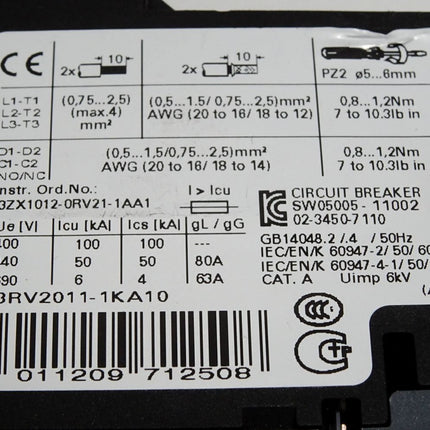 CE 2x 10 2x 10 PZ2 ø5...6mm
L1-T1 (0,75...2,5) (0,5...1.5/ 0,75...2.5)mm² 0,8...1,2Nm
L2-T2 (max.4) AWG (20 to 16/ 18 to 12) 7 to 10.3lb in
L3-T3 mm²
D1-D2 (0,5...1,5/0,75...2,5)mm² 0,8...1,2Nm
C1-C2 AWG (20 to 16/ 18 to 14) 7 to 10.3lb in
NO/NC
Instr. Ord.No.: I > Icu CIRCUIT BREAKER
3ZX1012-0RV21-1AA1 SW05005-11002
02-3450-7110
Ue [V] Icu [kA] Ics [kA] gL / gG GB14048.2 /.4 / 50Hz
400 100 100 IEC/EN/K 60947-2/ 50/ 60
440 50 50 80A IEC/EN/K 60947-4-1/ 50/
690 6 4 63A CAT. A Uimp 6kV
3RV2011-1KA10
CCC
011209 712508